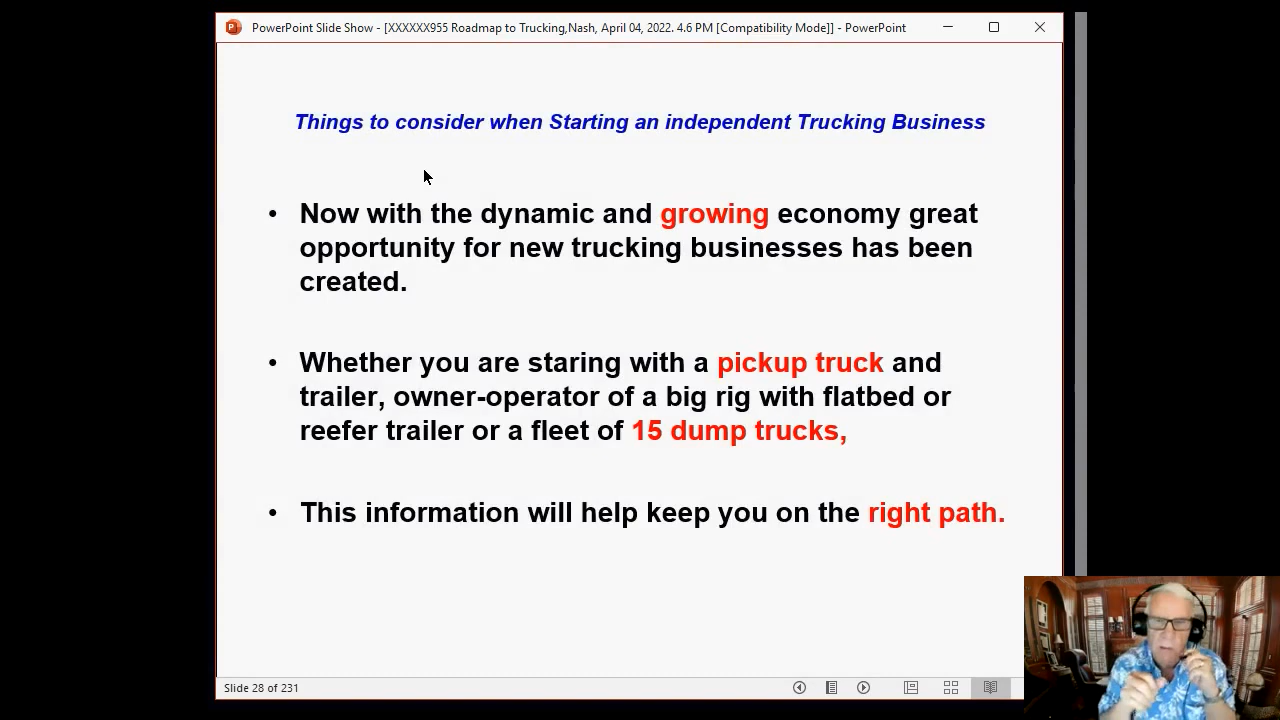 PowerPoint Slide Show - [XXXXXX955 Roadmap to Trucking,Nash, April 04, 2022. 4.6 PM [Compatibility Mode]] - PowerPoint
Things to consider when Starting an independent Trucking Business
• Now with the dynamic and growing economy great
opportunity for new trucking businesses has been
created.
• Whether you are staring with a pickup truck and
trailer, owner-operator of a big rig with flatbed or
reefer trailer or a fleet of 15 dump trucks,
• This information will help keep you on the right path.
Slide 28 of 231